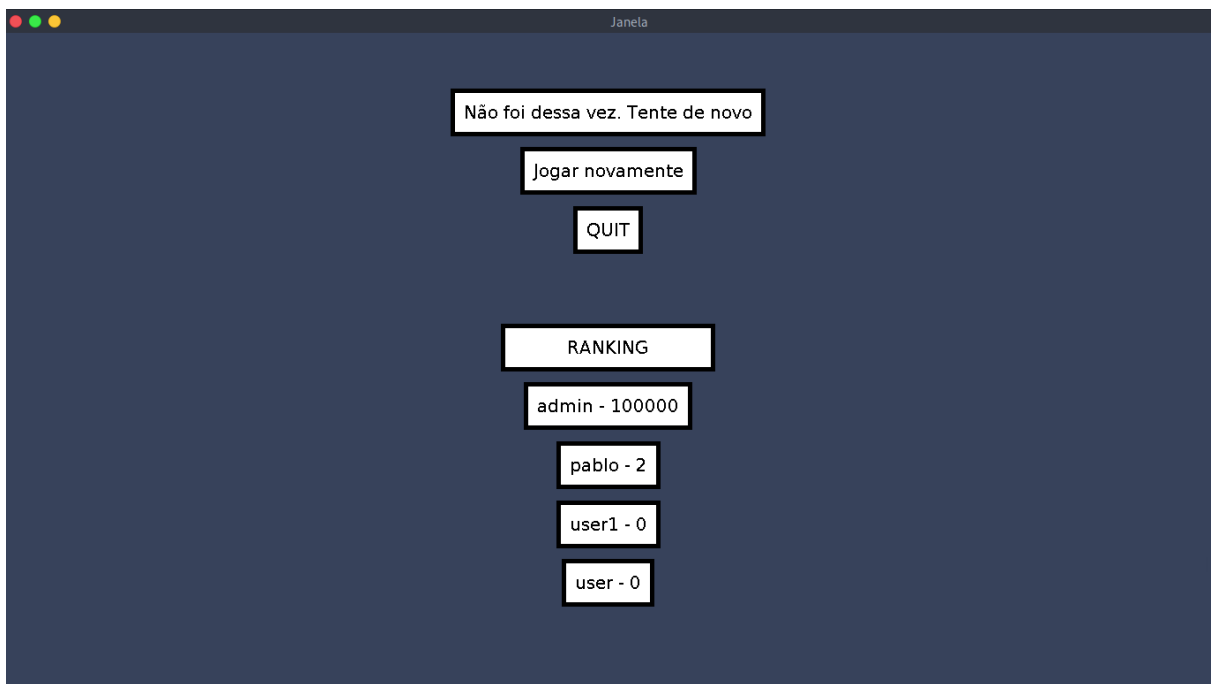 Janela
Não foi dessa vez. Tente de novo
Jogar novamente
QUIT
RANKING
admin - 100000
pablo - 2
user1 - 0
user - 0